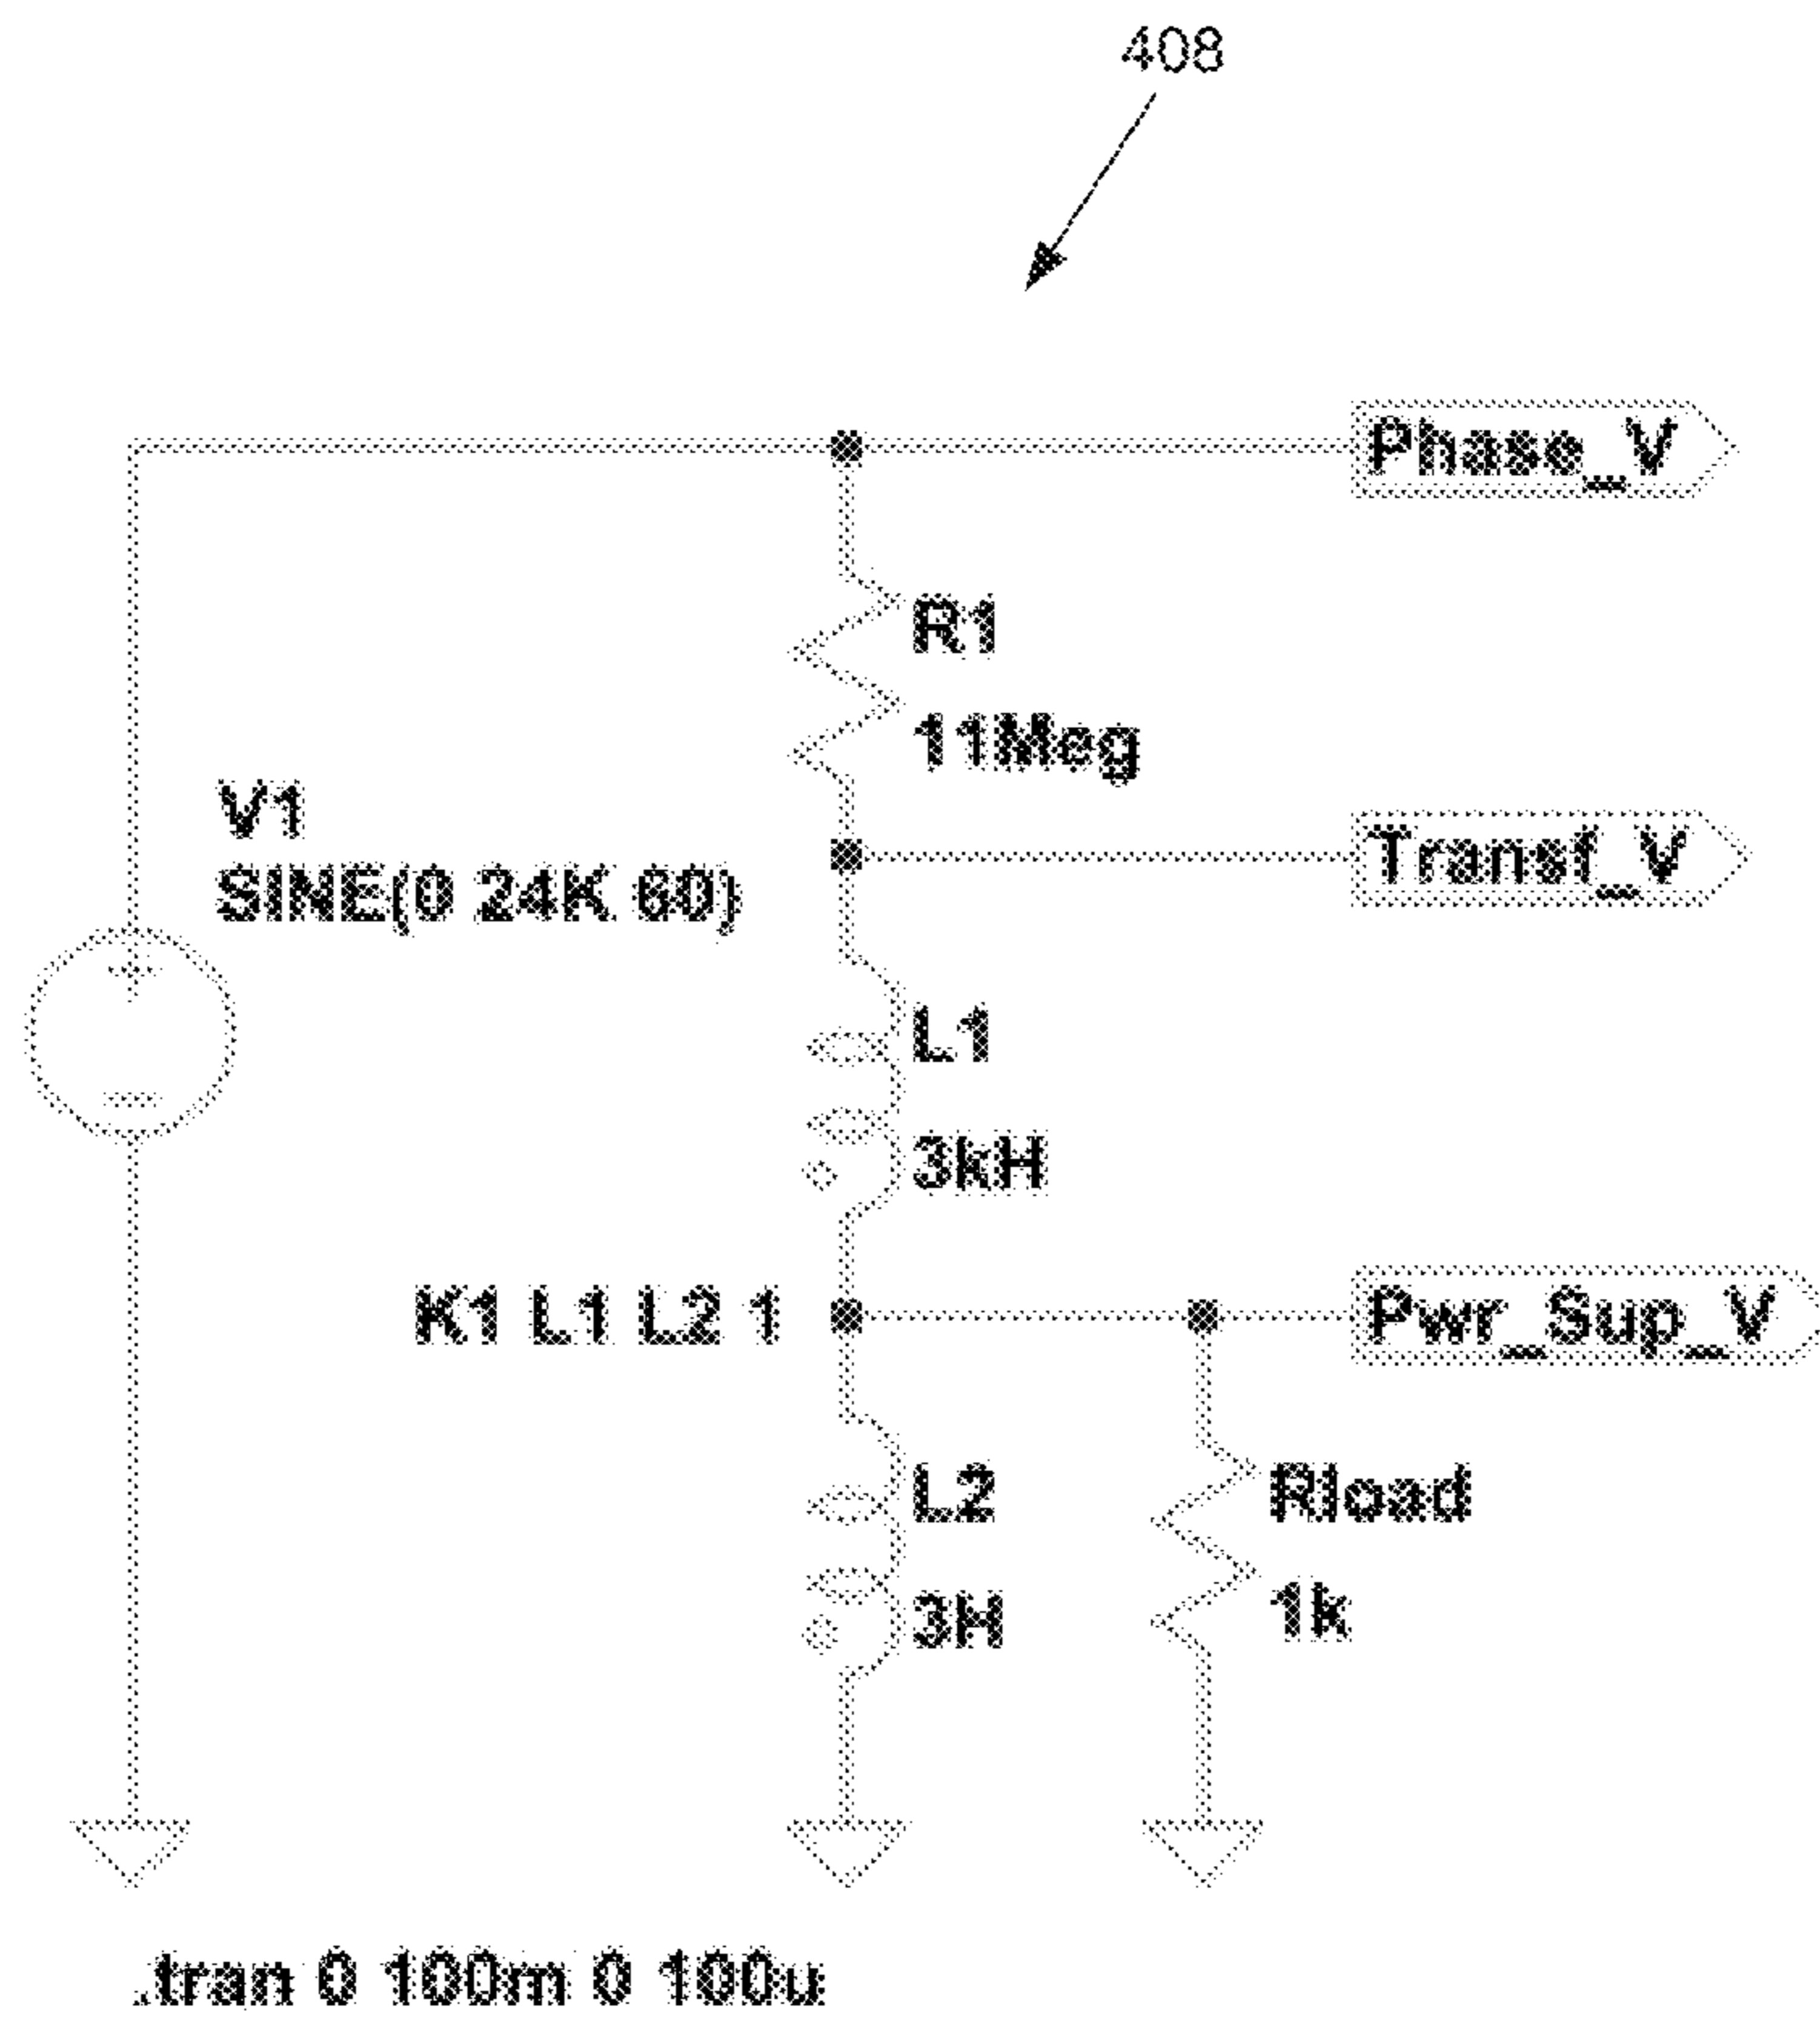 408
Phase_V
R1
11Meg
V1
SINE(0 24K 60)
Transf_V
L1
3kH
K1 L1 L2 1
Pwr_Sup_V
L2
3H
Rload
1k
.tran 0 100m 0 100u